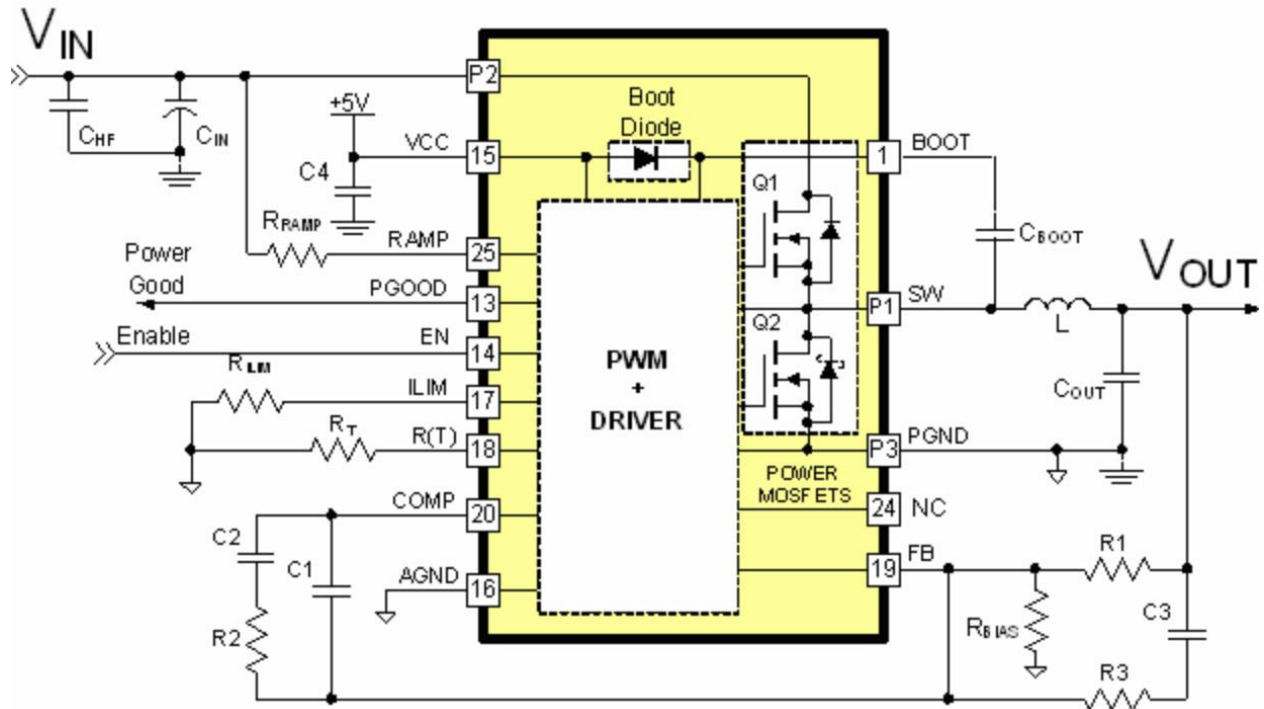 VIN
CHF
CIN
+5V
VCC
C4
RRAMP
RAMP
Power
Good
PGOOD
Enable
EN
RILIM
ILIM
RT
R(T)
COMP
C2
C1
R2
AGND
P2
15
25
13
14
17
18
20
16
Boot
Diode
Q1
Q2
PWM
+
DRIVER
POWER
MOSFETS
1
P1
P3
24
19
BOOT
CBOOT
SW
VOUT
L
COUT
PGND
NC
FB
R1
RBIAS
C3
R3